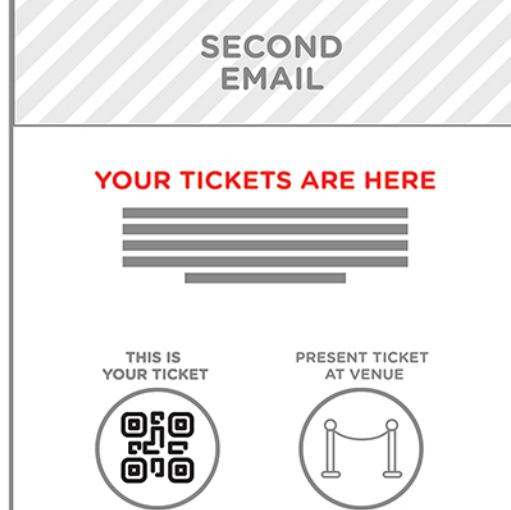 SECOND
EMAIL
YOUR TICKETS ARE HERE
THIS IS
YOUR TICKET
PRESENT TICKET
AT VENUE